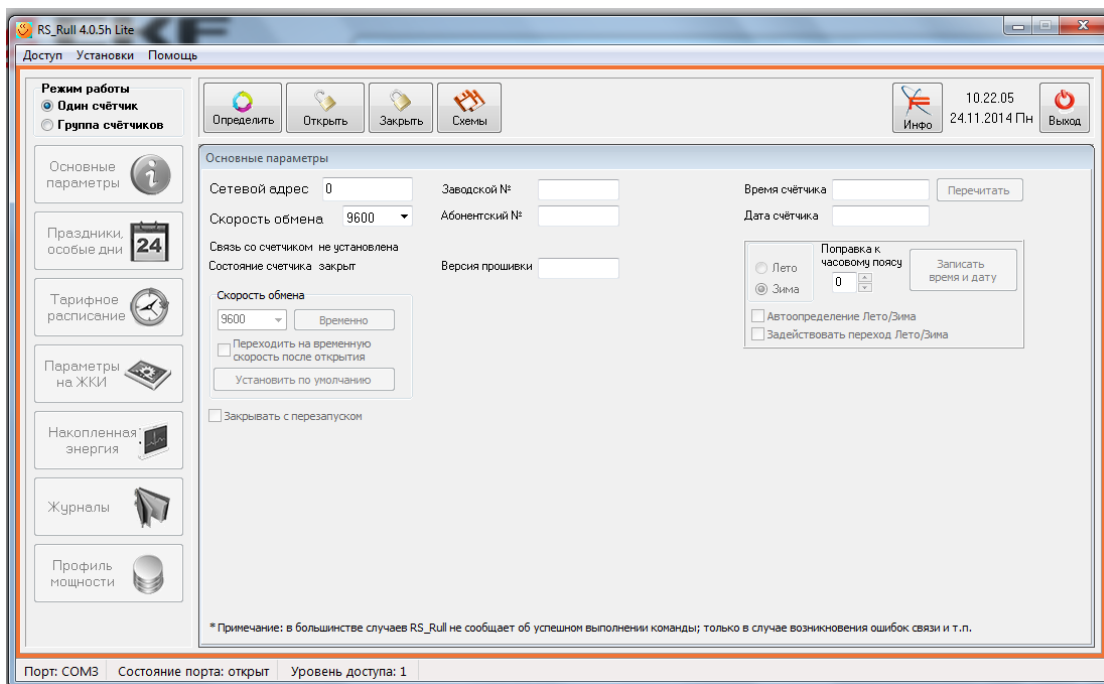 RS_Rull 4.0.5h Lite
Доступ Установки Помощь
Режим работы
Один счётчик
Группа счётчиков
Определить
Открыть
Закрыть
Схемы
Инфо
10.22.05
24.11.2014 Пн
Выход
Основные параметры
Праздники, особые дни
24
Тарифное расписание
Параметры на ЖКИ
Накопленная энергия
Журналы
Профиль мощности
Основные параметры
Сетевой адрес 0
Скорость обмена 9600
Связь со счетчиком не установлена
Состояние счетчика закрыт
Скорость обмена
9600 Временно
Переходить на временную
скорость после открытия
Установить по умолчанию
Закрывать с перезапуском
Заводской №
Абонентский №
Версия прошивки
Время счётчика Перечитать
Дата счётчика
Лето
Зима
Поправка к
часовому поясу
0
Записать
время и дату
Автоопределение Лето/Зима
Задействовать переход Лето/Зима
* Примечание: в большинстве случаев RS_Rull не сообщает об успешном выполнении команды; только в случае возникновения ошибок связи и т.п.
Порт: COM3 Состояние порта: открыт Уровень доступа: 1